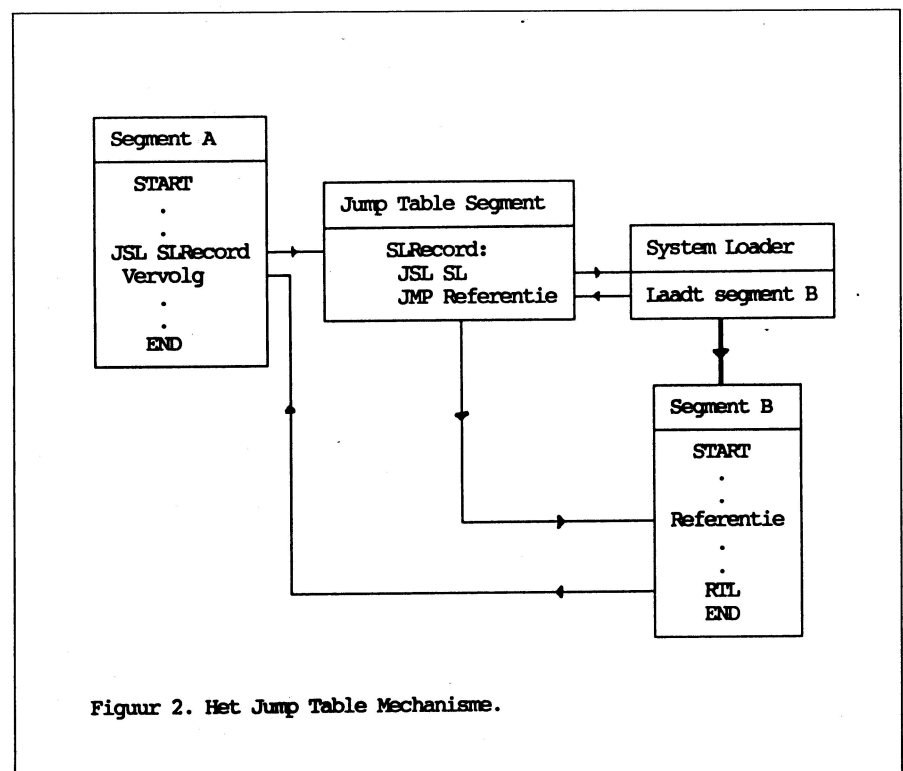 Segment A
START
.
.
JSL SLRecord
Vervolg
.
.
END
Jump Table Segment
SLRecord:
JSL SL
JMP Referentie
System Loader
Laadt segment B
Segment B
START
.
.
Referentie
.
.
RTL
END
Figuur 2. Het Jump Table Mechanisme.